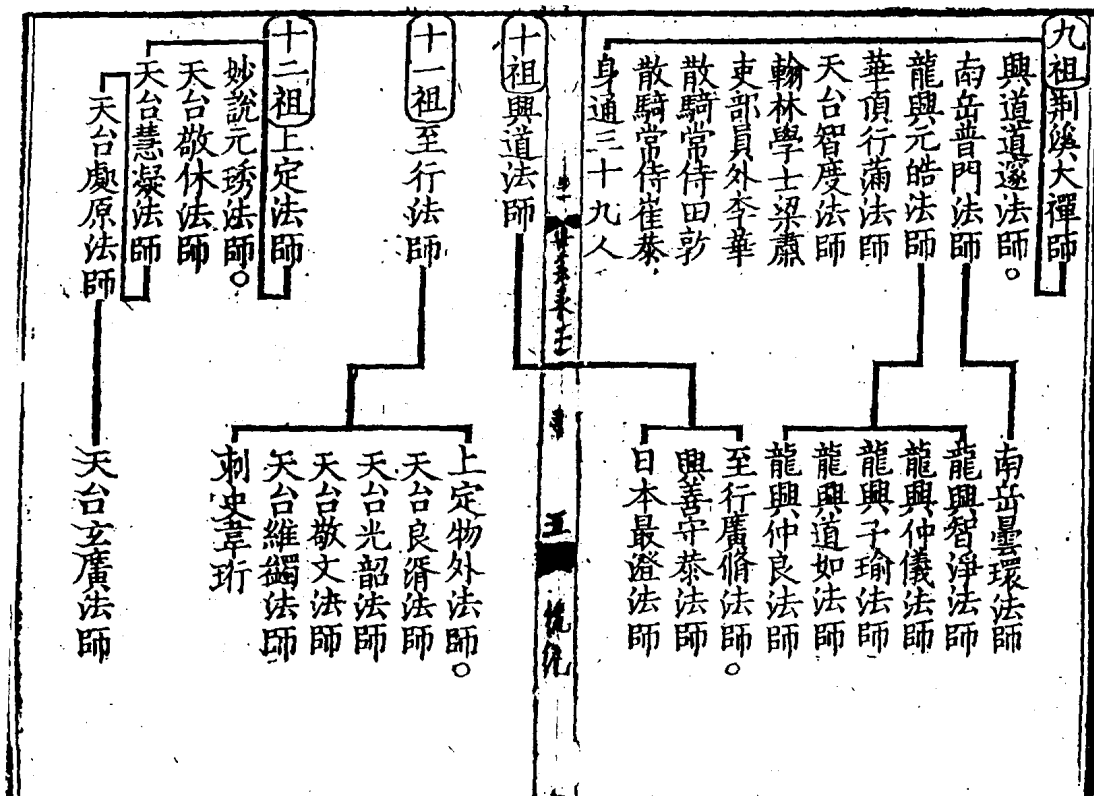 九祖荆溪大禪師
興道道邃法師。
南岳普門法師
龍興元皓法師
華頂行滿法師
天台智度法師
翰林學士梁肅
吏部員外李華
散騎常侍田敦
散騎常侍崔恭
身通三十九人
南岳曇環法師
龍興智淨法師
龍興仲儀法師
龍興子瑜法師
龍興道如法師
龍興仲良法師
十祖興道法師
至行廣脩法師。
興善守恭法師
日本最澄法師
十一祖至行法師
上定物外法師。
天台良湑法師
天台光韶法師
天台敬文法師
天台維蠲法師
刺史韋珩
十二祖上定法師
妙說元琇法師。
天台敬休法師
天台慧凝法師
天台處原法師
天台玄廣法師